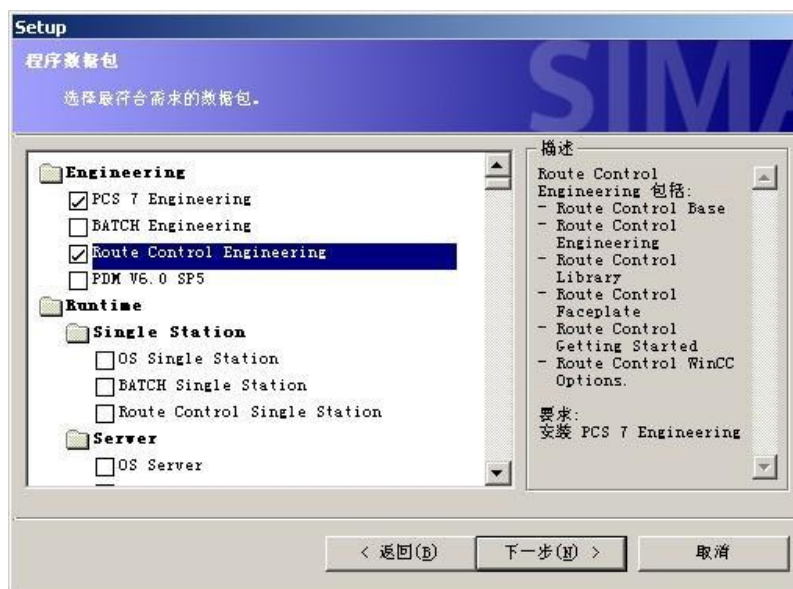 Setup
程序数据包
选择最符合需求的数据包。
SIMA
Engineering
PCS 7 Engineering
BATCH Engineering
Route Control Engineering
PDM V6.0 SP5
Runtime
Single Station
OS Single Station
BATCH Single Station
Route Control Single Station
Server
OS Server
描述
Route Control
Engineering 包括:
- Route Control Base
- Route Control
Engineering
- Route Control
Library
- Route Control
Faceplate
- Route Control
Getting Started
- Route Control WinCC
Options.
要求:
安装 PCS 7 Engineering
< 返回(B)
下一步(N) >
取消